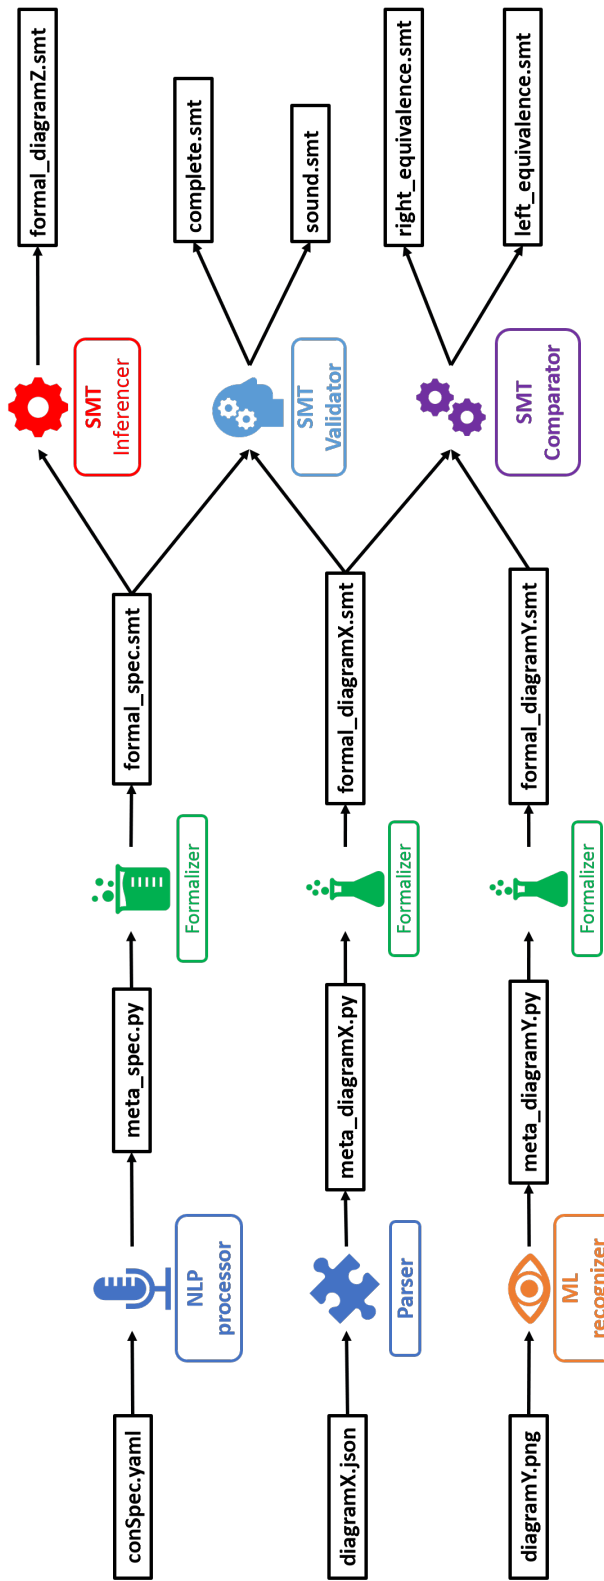 conSpec.yaml
NLP
processor
meta_spec.py
Formalizer
formal_spec.smt
SMT
Inferencer
formal_diagramZ.smt
diagramX.json
Parser
meta_diagramX.py
Formalizer
formal_diagramX.smt
SMT
Validator
complete.smt
sound.smt
diagramY.png
ML
recognizer
meta_diagramY.py
Formalizer
formal_diagramY.smt
SMT
Comparator
right_equivalence.smt
left_equivalence.smt